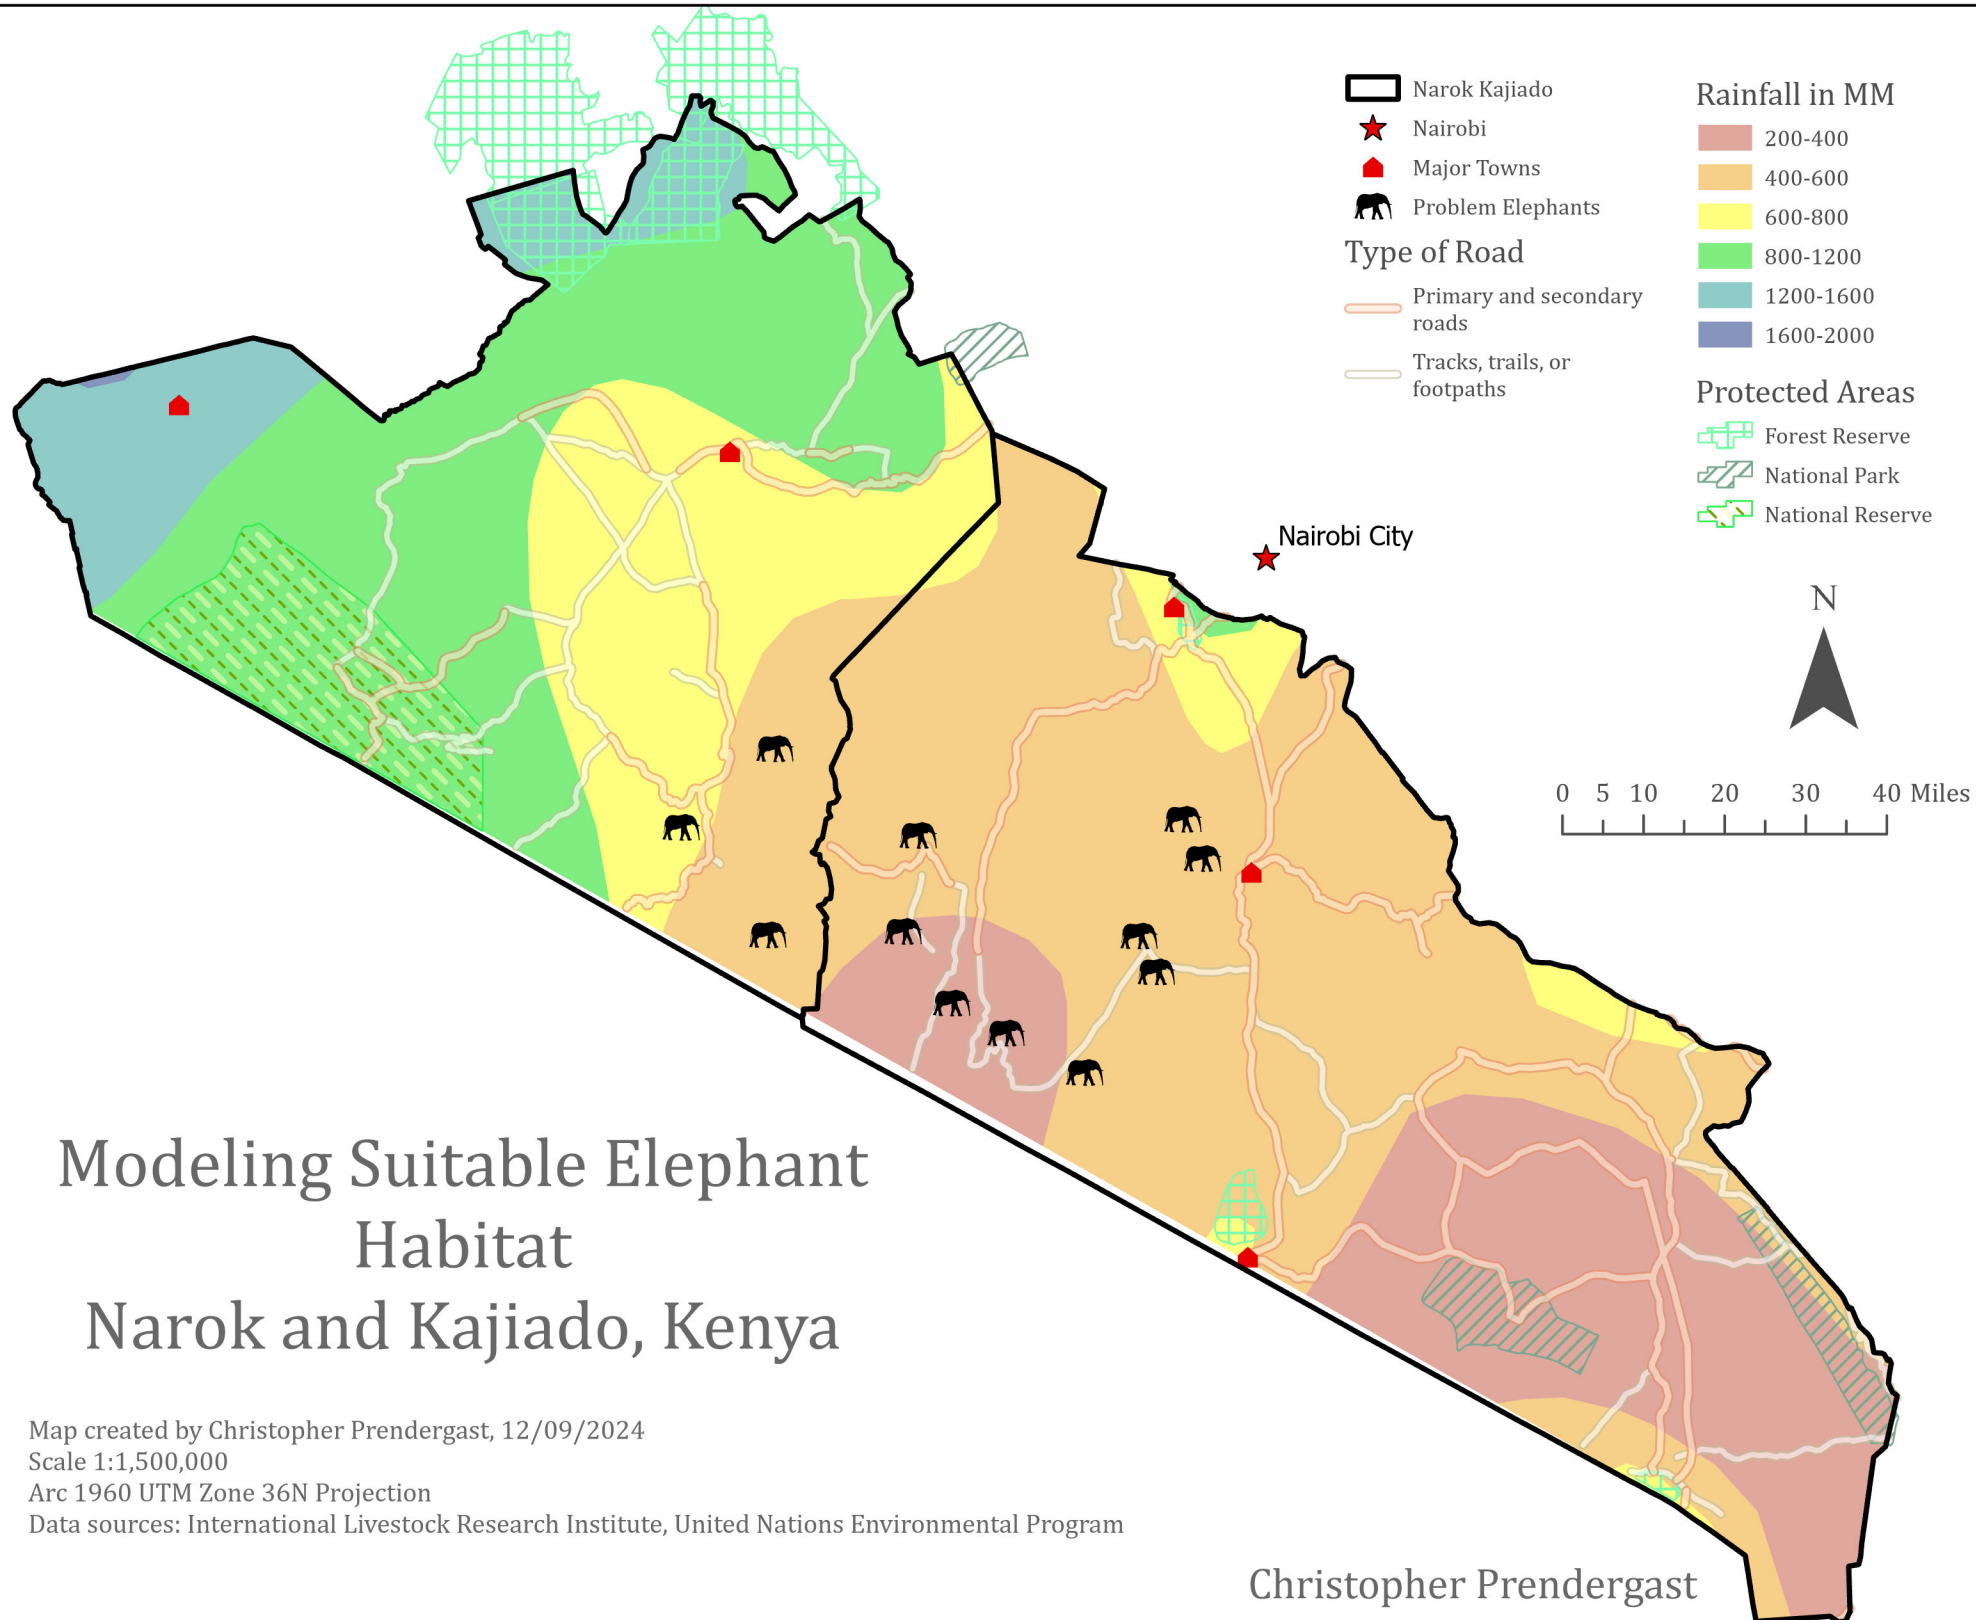 Narok Kajiado
Nairobi
Major Towns
Problem Elephants
Type of Road
Primary and secondary
roads
Tracks, trails, or
footpaths
Rainfall in MM
200-400
400-600
600-800
800-1200
1200-1600
1600-2000
Protected Areas
Forest Reserve
National Park
National Reserve
Nairobi City
N
0 5 10 20 30 40 Miles
Modeling Suitable Elephant
Habitat
Narok and Kajiado, Kenya
Map created by Christopher Prendergast, 12/09/2024
Scale 1:1,500,000
Arc 1960 UTM Zone 36N Projection
Data sources: International Livestock Research Institute, United Nations Environmental Program
Christopher Prendergast